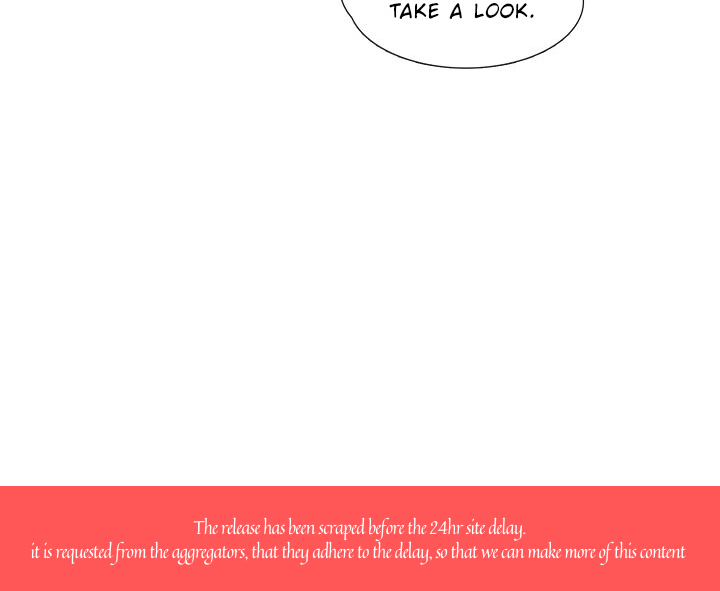 TAKE A LOOK.
The release has been scraped before the 24hr site delay.
it is requested from the aggregators, that they adhere to the delay, so that we can make more of this content